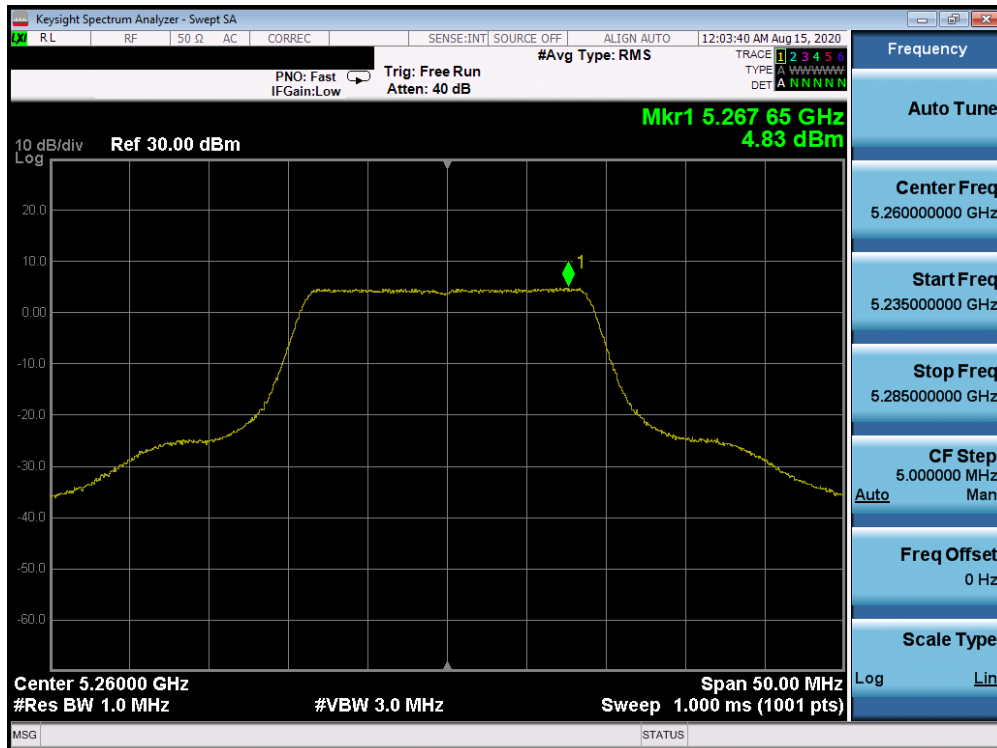 Keysight Spectrum Analyzer - Swept SA
LXI RL RF 50 Ω AC CORREC SENSE:INT SOURCE OFF ALIGN AUTO 12:03:40 AM Aug 15, 2020
PNO: Fast
IFGain:Low
Trig: Free Run
Atten: 40 dB
#Avg Type: RMS
TRACE 1 2 3 4 5 6
TYPE A WWWWW
DET A N N N N N
Mkr1 5.267 65 GHz
4.83 dBm
10 dB/div Ref 30.00 dBm
Log
1
20.0
10.0
0.00
-10.0
-20.0
-30.0
-40.0
-50.0
-60.0
Center 5.26000 GHz Span 50.00 MHz
#Res BW 1.0 MHz #VBW 3.0 MHz Sweep 1.000 ms (1001 pts)
MSG STATUS
Frequency
Auto Tune
Center Freq
5.260000000 GHz
Start Freq
5.235000000 GHz
Stop Freq
5.285000000 GHz
CF Step
5.000000 MHz
Auto Man
Freq Offset
0 Hz
Scale Type
Log Lin